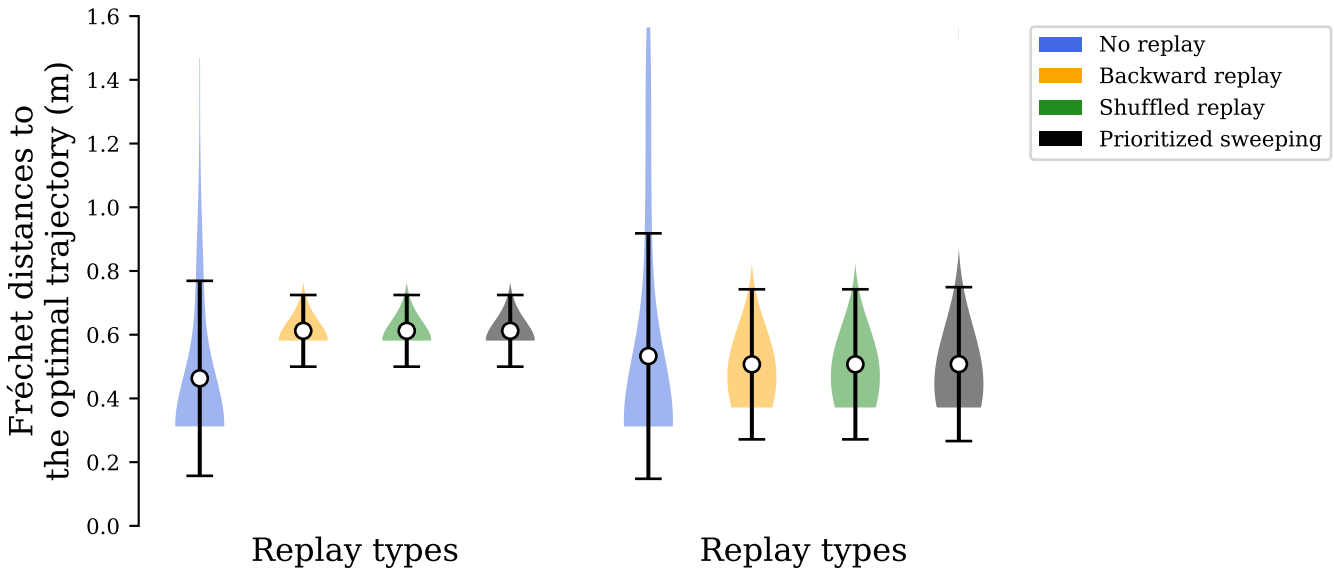 Fréchet distances to
the optimal trajectory (m)
1.6
1.4
1.2
1.0
0.8
0.6
0.4
0.2
0.0
Replay types
Replay types
No replay
Backward replay
Shuffled replay
Prioritized sweeping